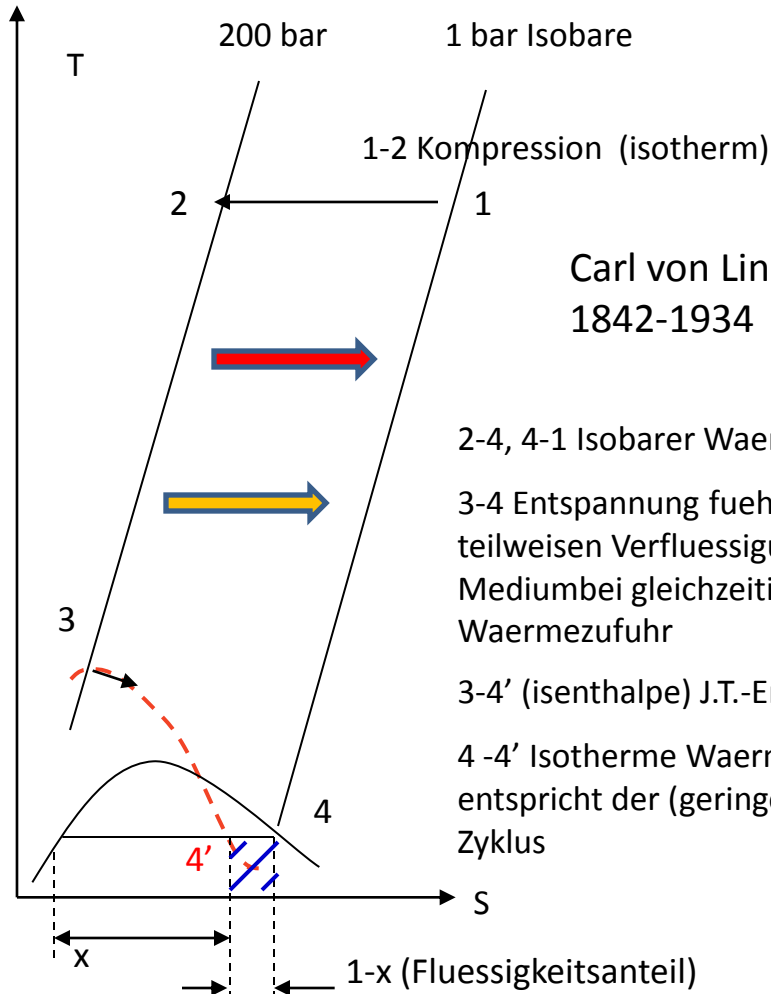 200 bar
1 bar Isobare
T
1-2 Kompression (isotherm)
2
1
Carl von Lin
1842-1934
2-4, 4-1 Isobarer Waer
3-4 Entspannung fueh
teilweisen Verfluessigu
Mediumbei gleichzeiti
Waermezufuhr
3
3-4’ (isenthalpe) J.T.-E
4 -4’ Isotherme Waerm
entspricht der (geringe
Zyklus
4
4’
S
x
1-x (Fluessigkeitsanteil)